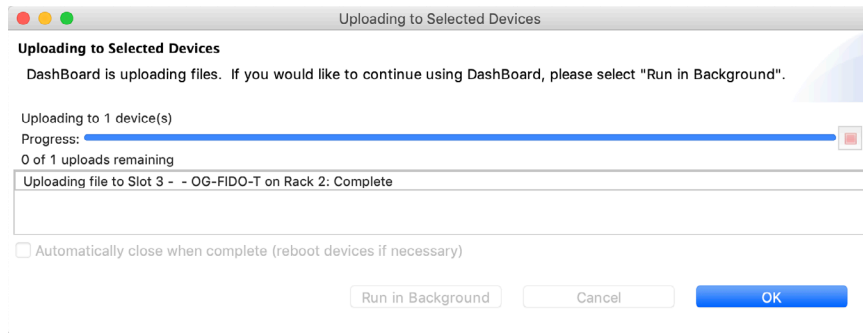 Uploading to Selected Devices
Uploading to Selected Devices
DashBoard is uploading files. If you would like to continue using DashBoard, please select "Run in Background".
Uploading to 1 device(s)
Progress:
0 of 1 uploads remaining
Uploading file to Slot 3 - - OG-FIDO-T on Rack 2: Complete
Automatically close when complete (reboot devices if necessary)
Run in Background Cancel OK